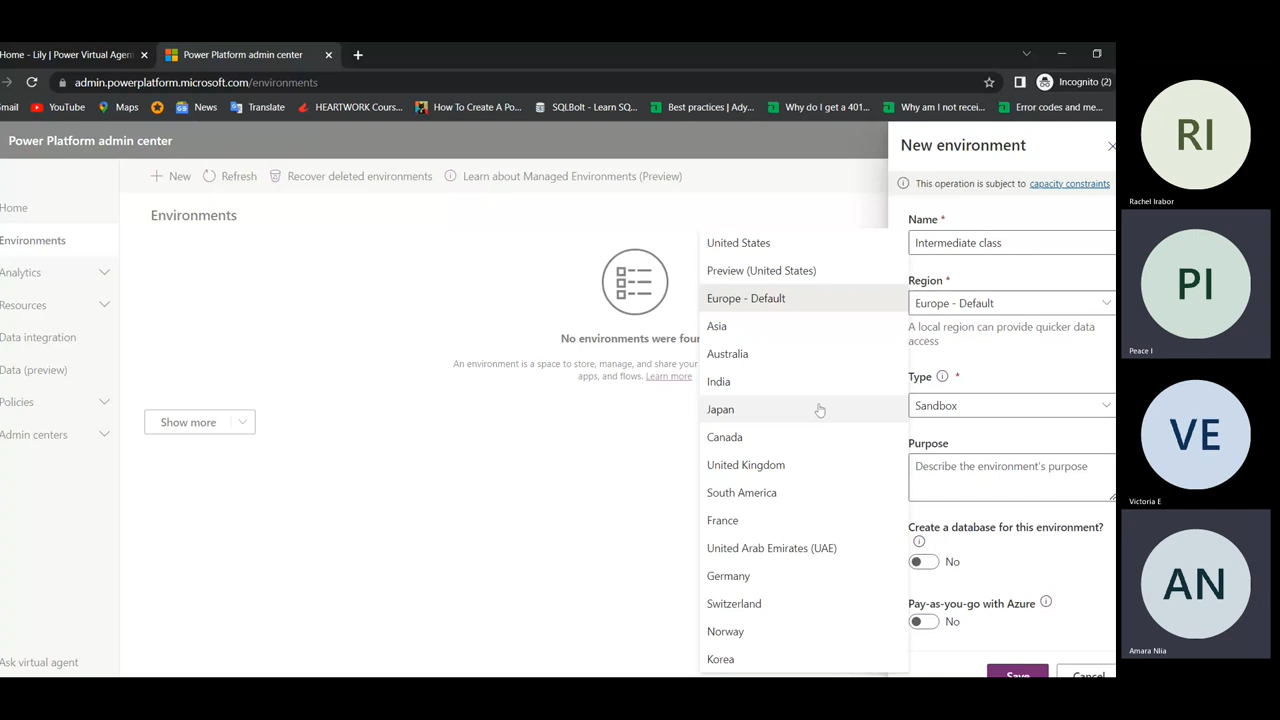 Home - Lily | Power Virtual Agen
Power Platform admin center
admin.powerplatform.microsoft.com/environments
Incognito (2)
mail
YouTube
Maps
News
Translate
HEARTWORK Cours...
How To Create A Po...
SQLBolt - Learn SQ...
Best practices | Ady...
Why do I get a 401...
Why am I not recei...
Error codes and me...
Power Platform admin center
Home
Environments
Analytics
Resources
Data integration
Data (preview)
Policies
Admin centers
Ask virtual agent
New
Refresh
Recover deleted environments
Learn about Managed Environments (Preview)
Environments
No environments were fou
An environment is a space to store, manage, and share your
apps, and flows. Learn more
Show more
United States
Preview (United States)
Europe - Default
Asia
Australia
India
Japan
Canada
United Kingdom
South America
France
United Arab Emirates (UAE)
Germany
Switzerland
Norway
Korea
New environment
This operation is subject to capacity constraints
Name *
Intermediate class
Region *
Europe - Default
A local region can provide quicker data
access
Type *
Sandbox
Purpose
Describe the environment's purpose
Create a database for this environment?
No
Pay-as-you-go with Azure
No
Save
Cancel
RI
Rachel Irabor
PI
Peace I
VE
Victoria E
AN
Amara Nlia